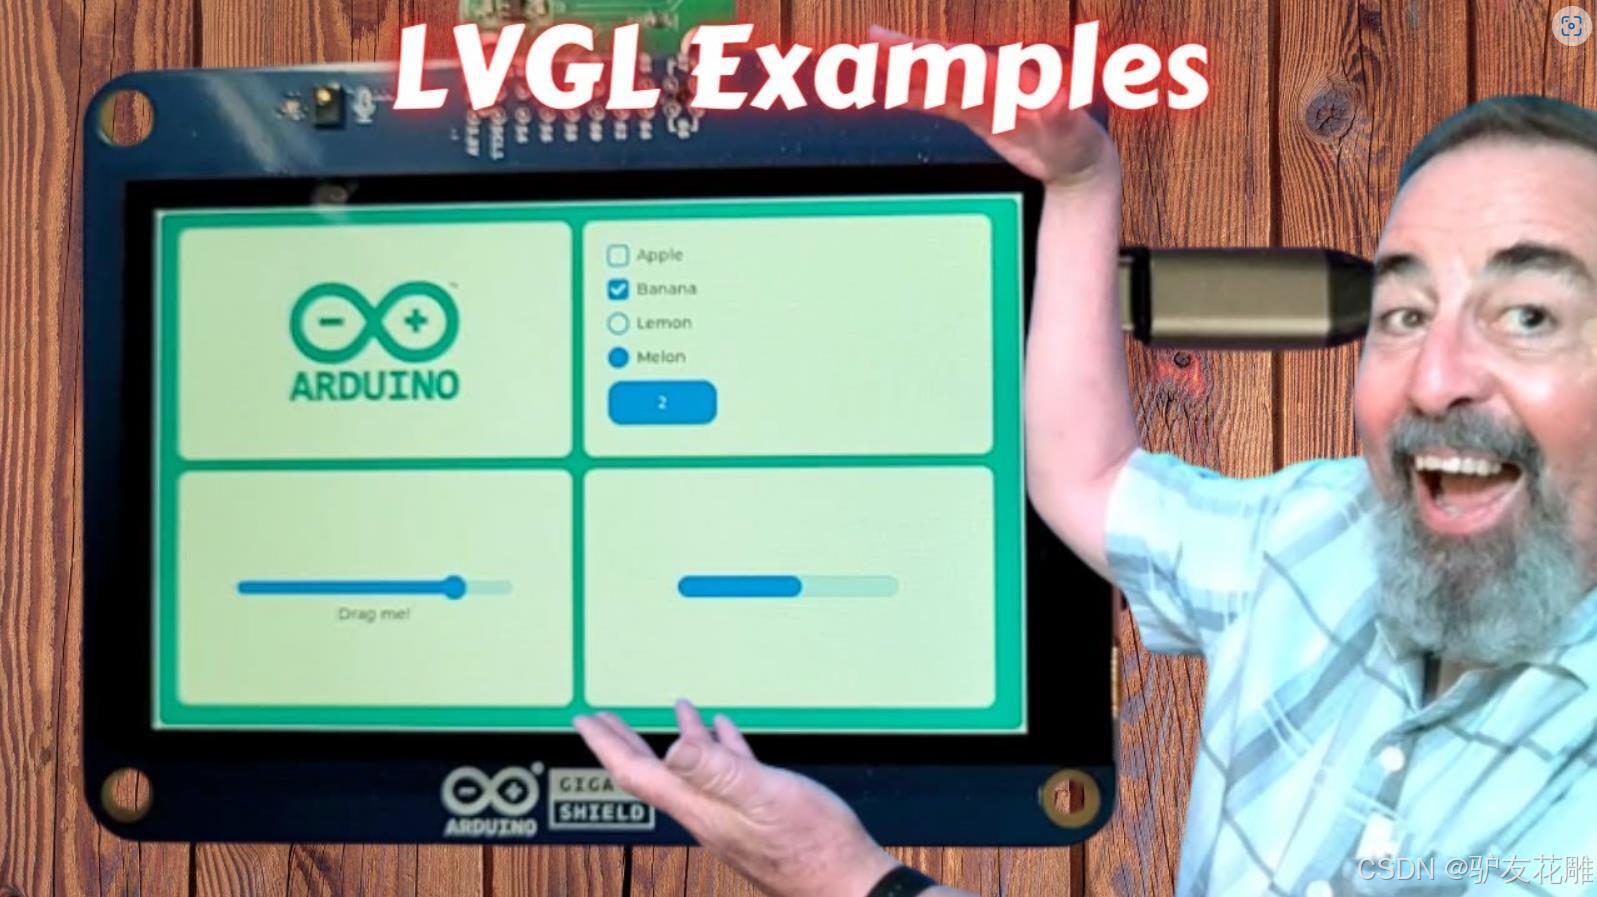 LVGL Examples
ARDUINO
Apple
Banana
Lemon
Melon
2
Drag me!
ARDUINO
GIGA
SHIELD
CSDN @驴友花雕